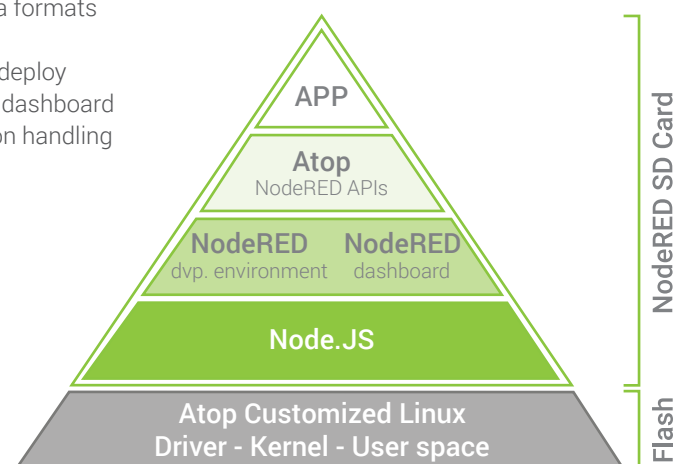 a formats
deploy
dashboard
on handling
APP
Atop
NodeRED APIs
NodeRED NodeRED
dvp. environment dashboard
Node.JS
Atop Customized Linux
Driver - Kernel - User space
NodeRED SD Card
Flash